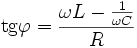 tgφ = (ωL − 1/(ωC)) / R